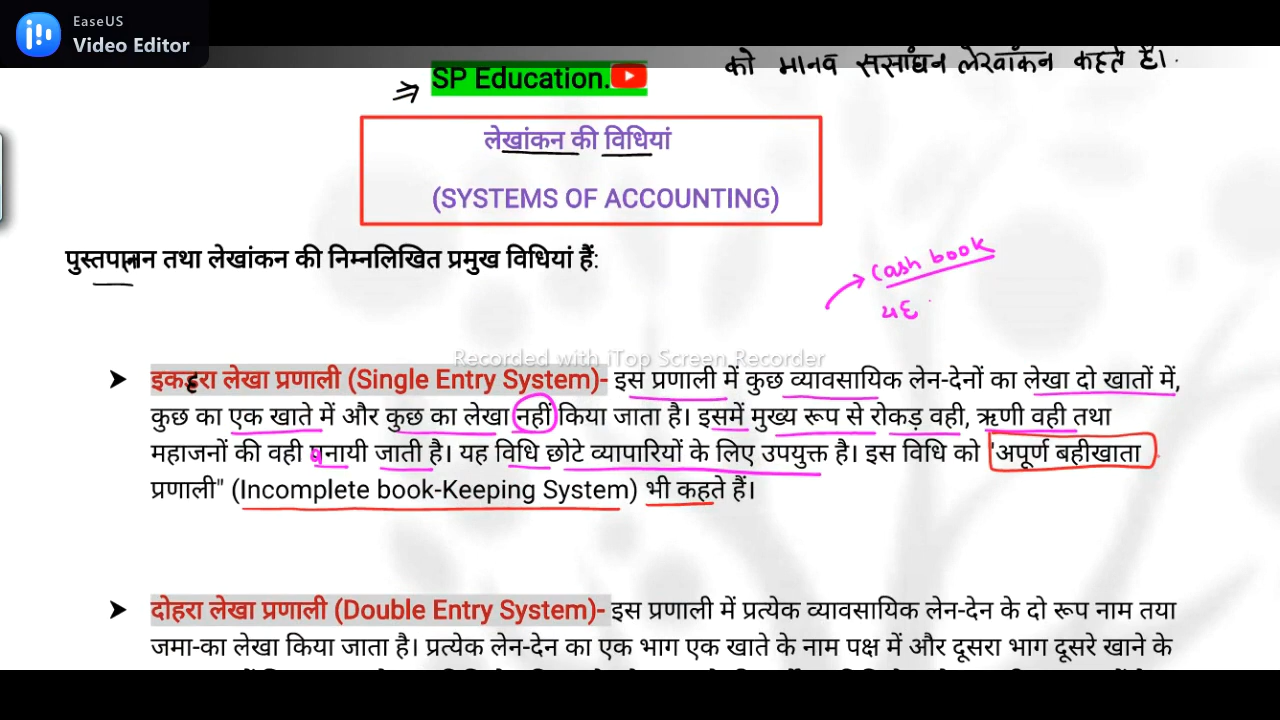 EaseUS
Video Editor
को मानव ससांधन लेखांकन कहते हैं।
SP Education.
लेखांकन की विधियां
(SYSTEMS OF ACCOUNTING)
पुस्तपालन तथा लेखांकन की निम्नलिखित प्रमुख विधियां हैं:
Cash book
यह
Recorded with iTop Screen Recorder
➤ इकहरा लेखा प्रणाली (Single Entry System)- इस प्रणाली में कुछ व्यावसायिक लेन-देनों का लेखा दो खातों में,
कुछ का एक खाते में और कुछ का लेखा नहीं किया जाता है। इसमें मुख्य रूप से रोकड़ वही, ऋणी वही तथा
महाजनों की वही बनायी जाती है। यह विधि छोटे व्यापारियों के लिए उपयुक्त है। इस विधि को 'अपूर्ण बहीखाता
प्रणाली" (Incomplete book-Keeping System) भी कहते हैं।
➤ दोहरा लेखा प्रणाली (Double Entry System)- इस प्रणाली में प्रत्येक व्यावसायिक लेन-देन के दो रूप नाम तया
जमा-का लेखा किया जाता है। प्रत्येक लेन-देन का एक भाग एक खाते के नाम पक्ष में और दूसरा भाग दूसरे खाने के